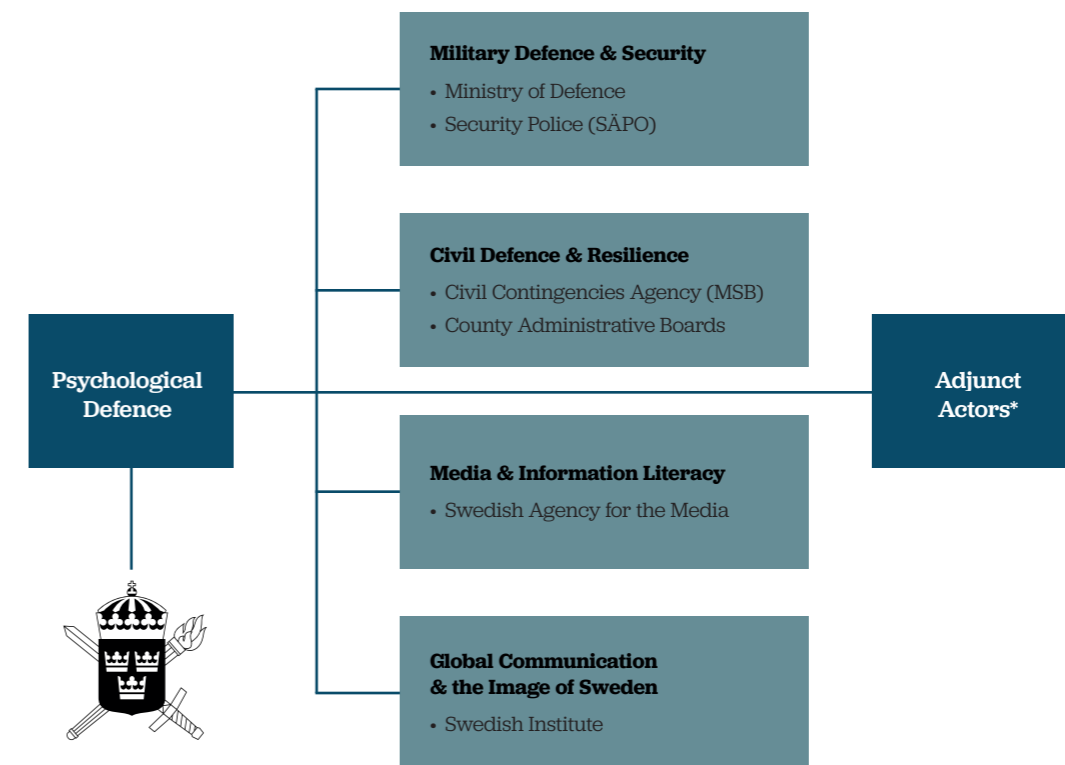 Psychological
Defence
Military Defence & Security
• Ministry of Defence
• Security Police (SÄPO)
Civil Defence & Resilience
• Civil Contingencies Agency (MSB)
• County Administrative Boards
Media & Information Literacy
• Swedish Agency for the Media
Global Communication
& the Image of Sweden
• Swedish Institute
Adjunct
Actors*